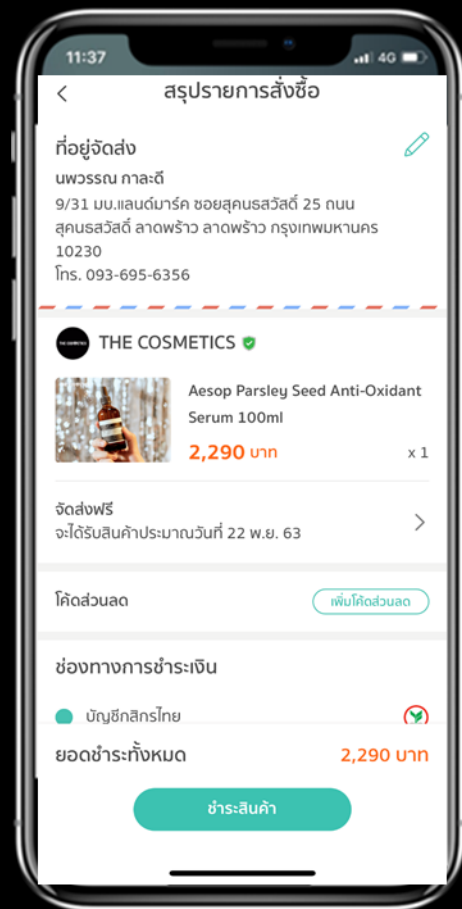 11:37
4G
สรุปรายการสั่งซื้อ
ที่อยู่จัดส่ง
นพวรรณ กาละดี
9/31 มบ.แลนด์มาร์ค ซอยสุคนธสวัสดิ์ 25 ถนน
สุคนธสวัสดิ์ ลาดพร้าว ลาดพร้าว กรุงเทพมหานคร
10230
โทร. 093-695-6356
THE COSMETICS
THE COSMETICS
Aesop Parsley Seed Anti-Oxidant
Serum 100ml
2,290 บาท
x 1
จัดส่งฟรี
จะได้รับสินค้าประมาณวันที่ 22 พ.ย. 63
โค้ดส่วนลด
เพิ่มโค้ดส่วนลด
ช่องทางการชำระเงิน
บัญชีกสิกรไทย
ยอดชำระทั้งหมด
2,290 บาท
ชำระสินค้า